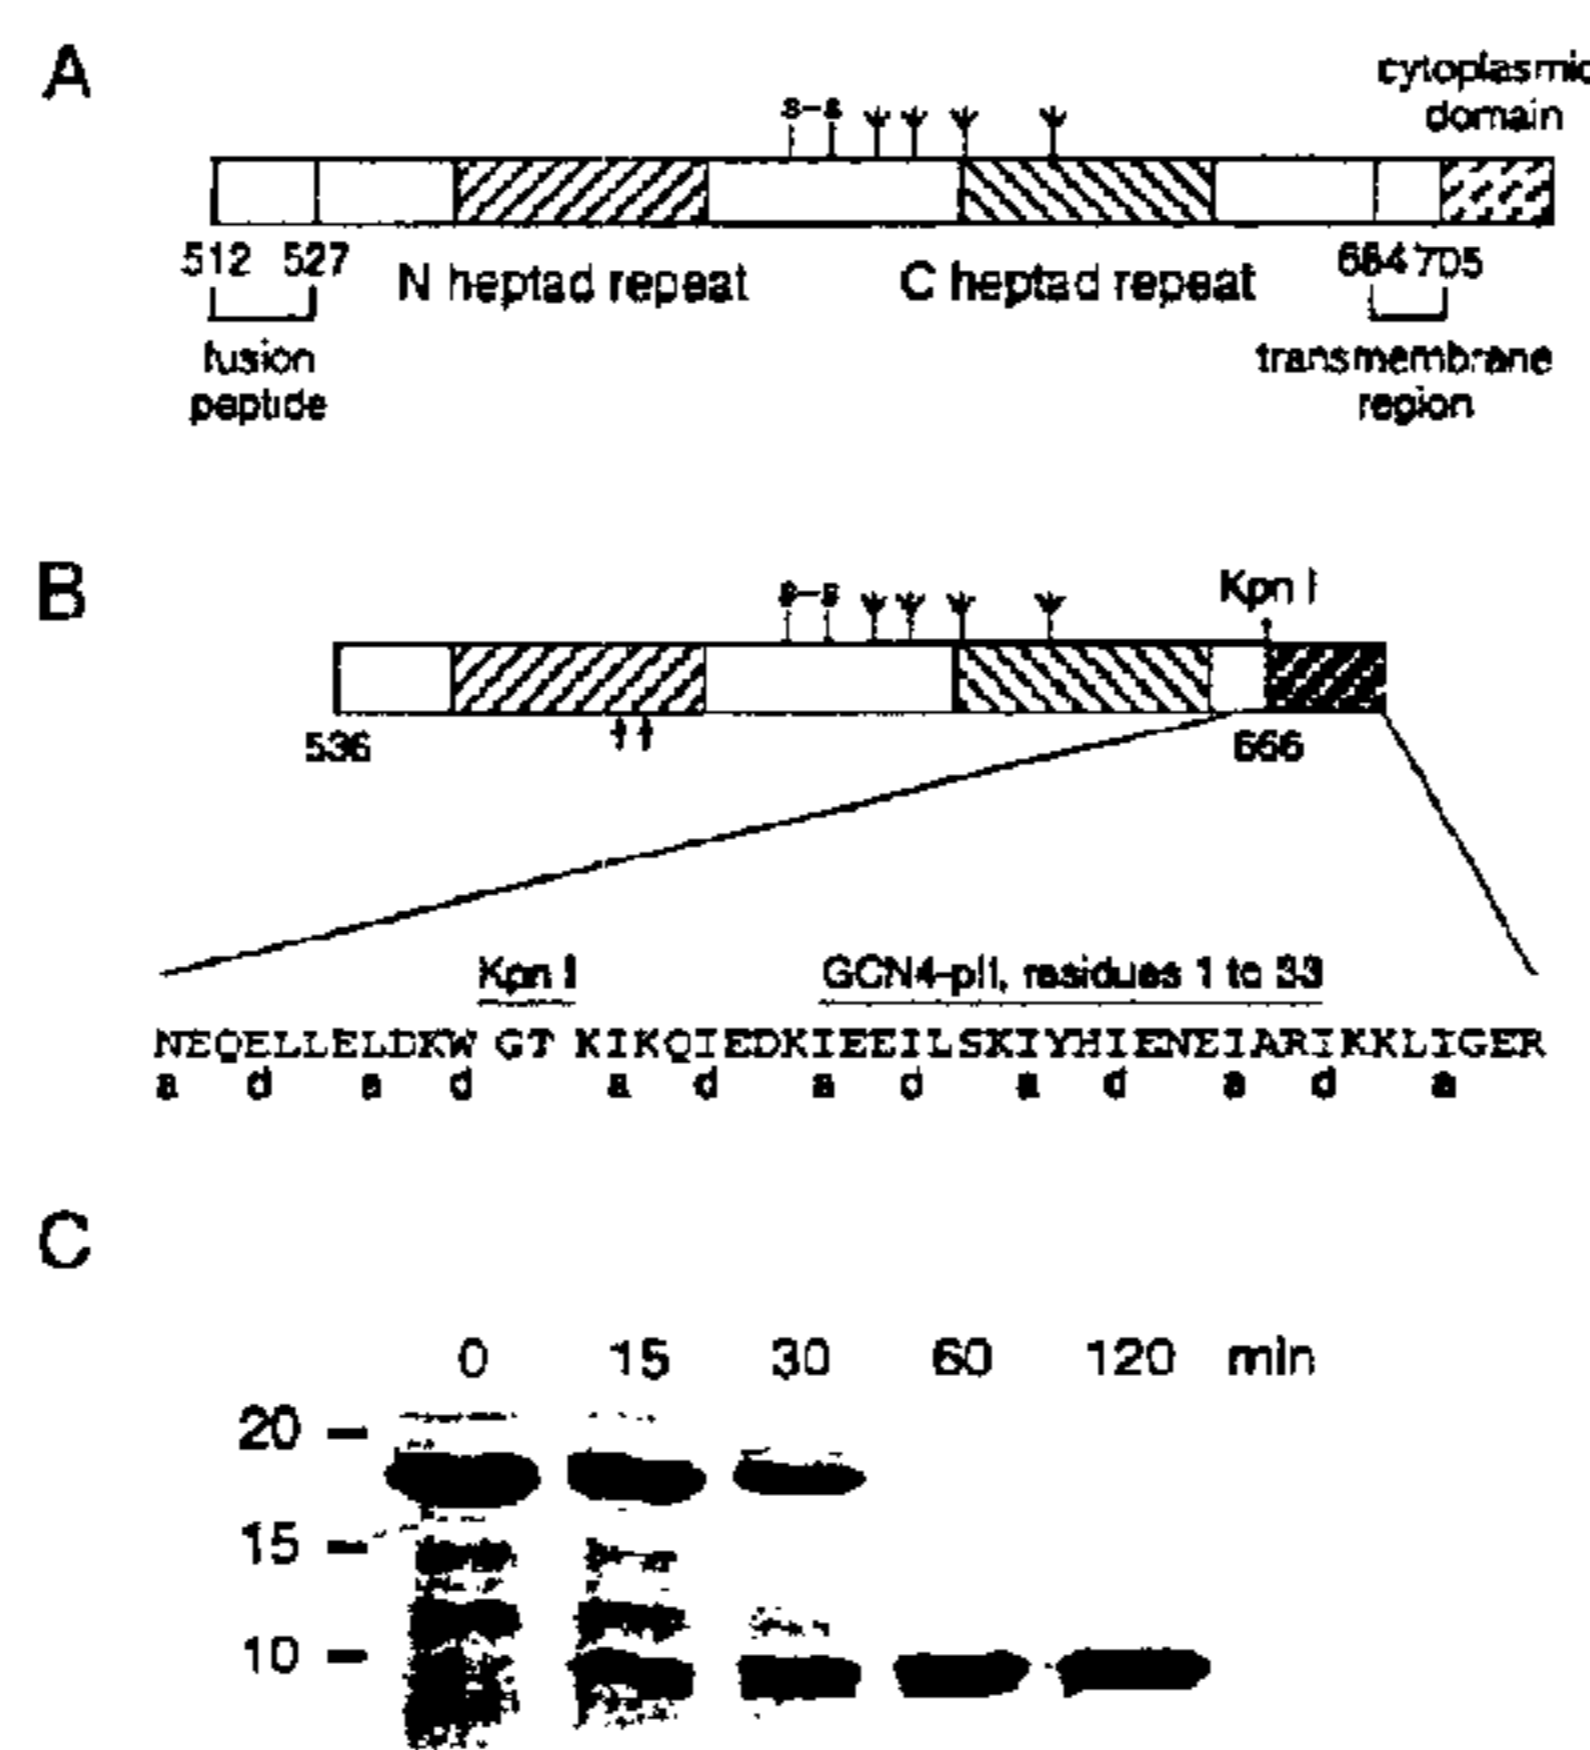 A
cytoplasmic
domain
s-s
512 527 N heptad repeat C heptad repeat 684 705
fusion
peptide
transmembrane
region
B
s-s
Kpn I
536
666
Kpn I GCN4-pII, residues 1 to 33
NEQELLELDKW GT KIKQIEDKIEEILSKIYHIENEIARIKKLIGER
a d a d a d a d a d a d a
C
0 15 30 60 120 min
20
15
10